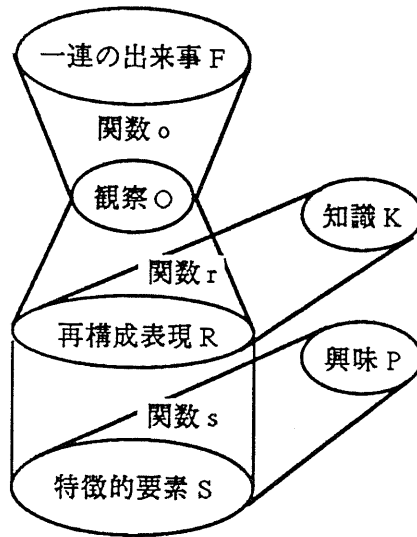 一連の出来事 F
関数 o
観察 O
知識 K
関数 r
再構成表現 R
興味 P
関数 s
特徴的要素 S